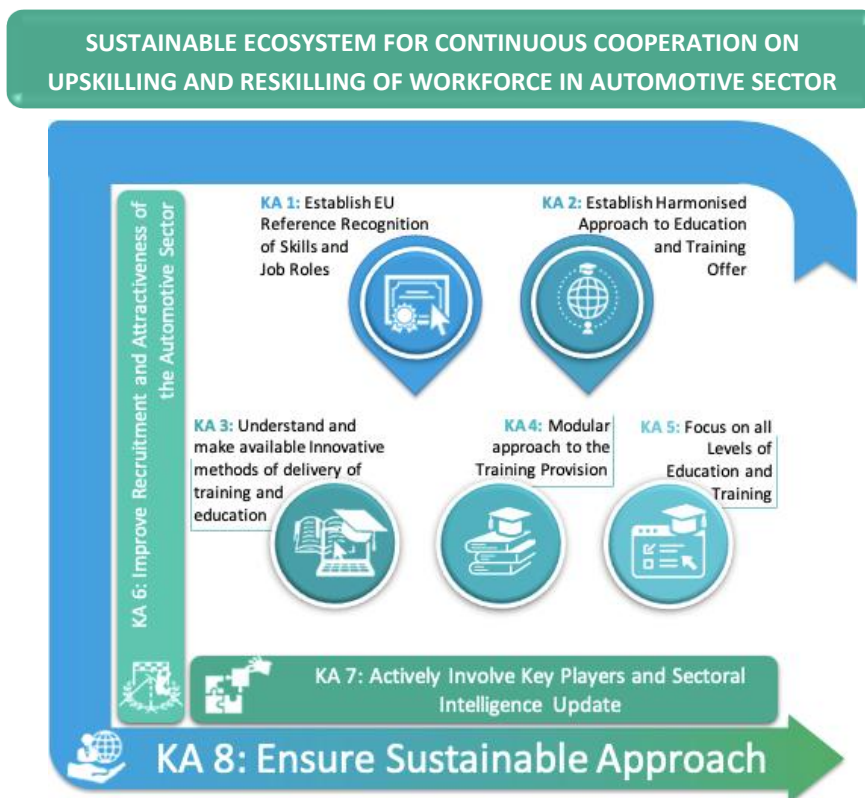 SUSTAINABLE ECOSYSTEM FOR CONTINUOUS COOPERATION ON
UPSKILLING AND RESKILLING OF WORKFORCE IN AUTOMOTIVE SECTOR
KA 6: Improve Recruitment and Attractiveness of
the Automotive Sector
KA 1: Establish EU
Reference Recognition
of Skills and
Job Roles
KA 2: Establish Harmonised
Approach to Education
and Training
Offer
KA 3: Understand and
make available Innovative
methods of delivery of
training and
education
KA 4: Modular
approach to the
Training Provision
KA 5: Focus on all
Levels of
Education and
Training
KA 7: Actively Involve Key Players and Sectoral
Intelligence Update
KA 8: Ensure Sustainable Approach